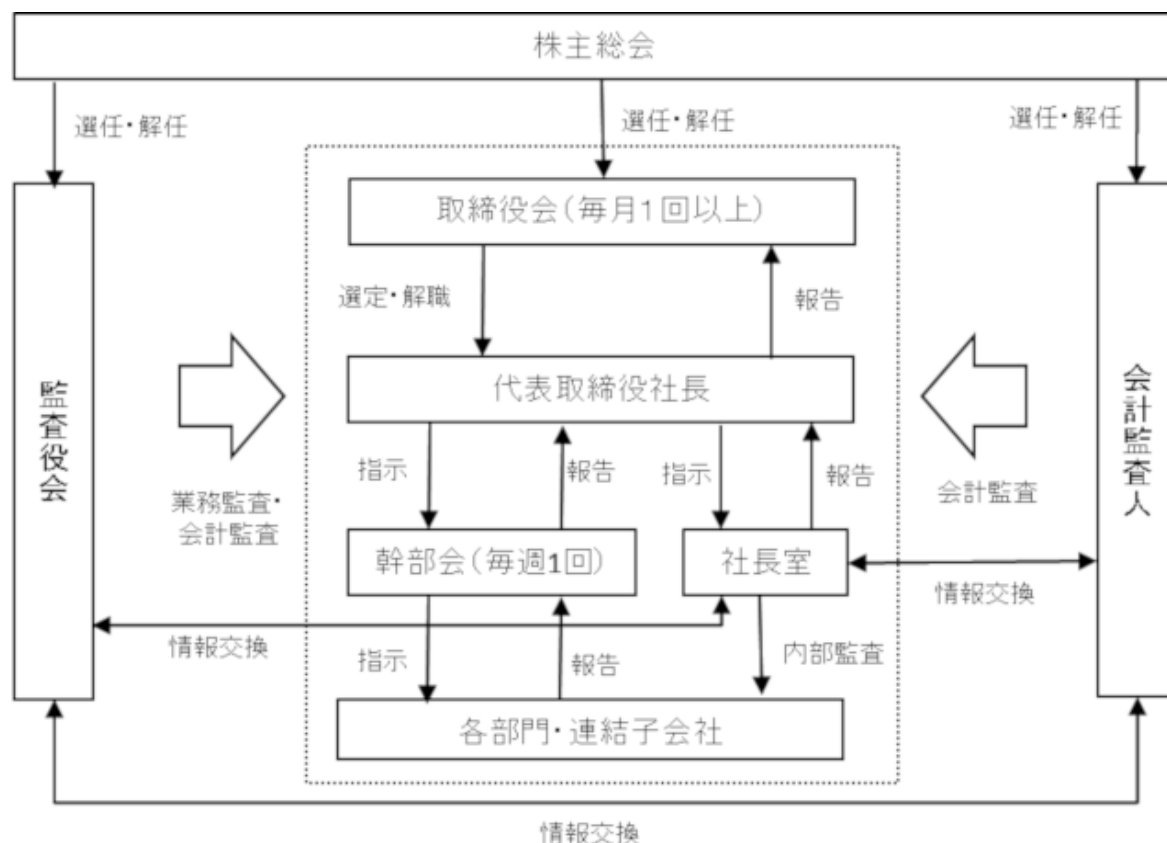 株主総会
選任・解任
選任・解任
選任・解任
取締役会(毎月1回以上)
選定・解職
報告
代表取締役社長
監査役会
会計監査人
指示
報告
指示
報告
業務監査・
会計監査
会計監査
幹部会(毎週1回)
社長室
情報交換
情報交換
指示
報告
内部監査
各部門・連結子会社
情報交換